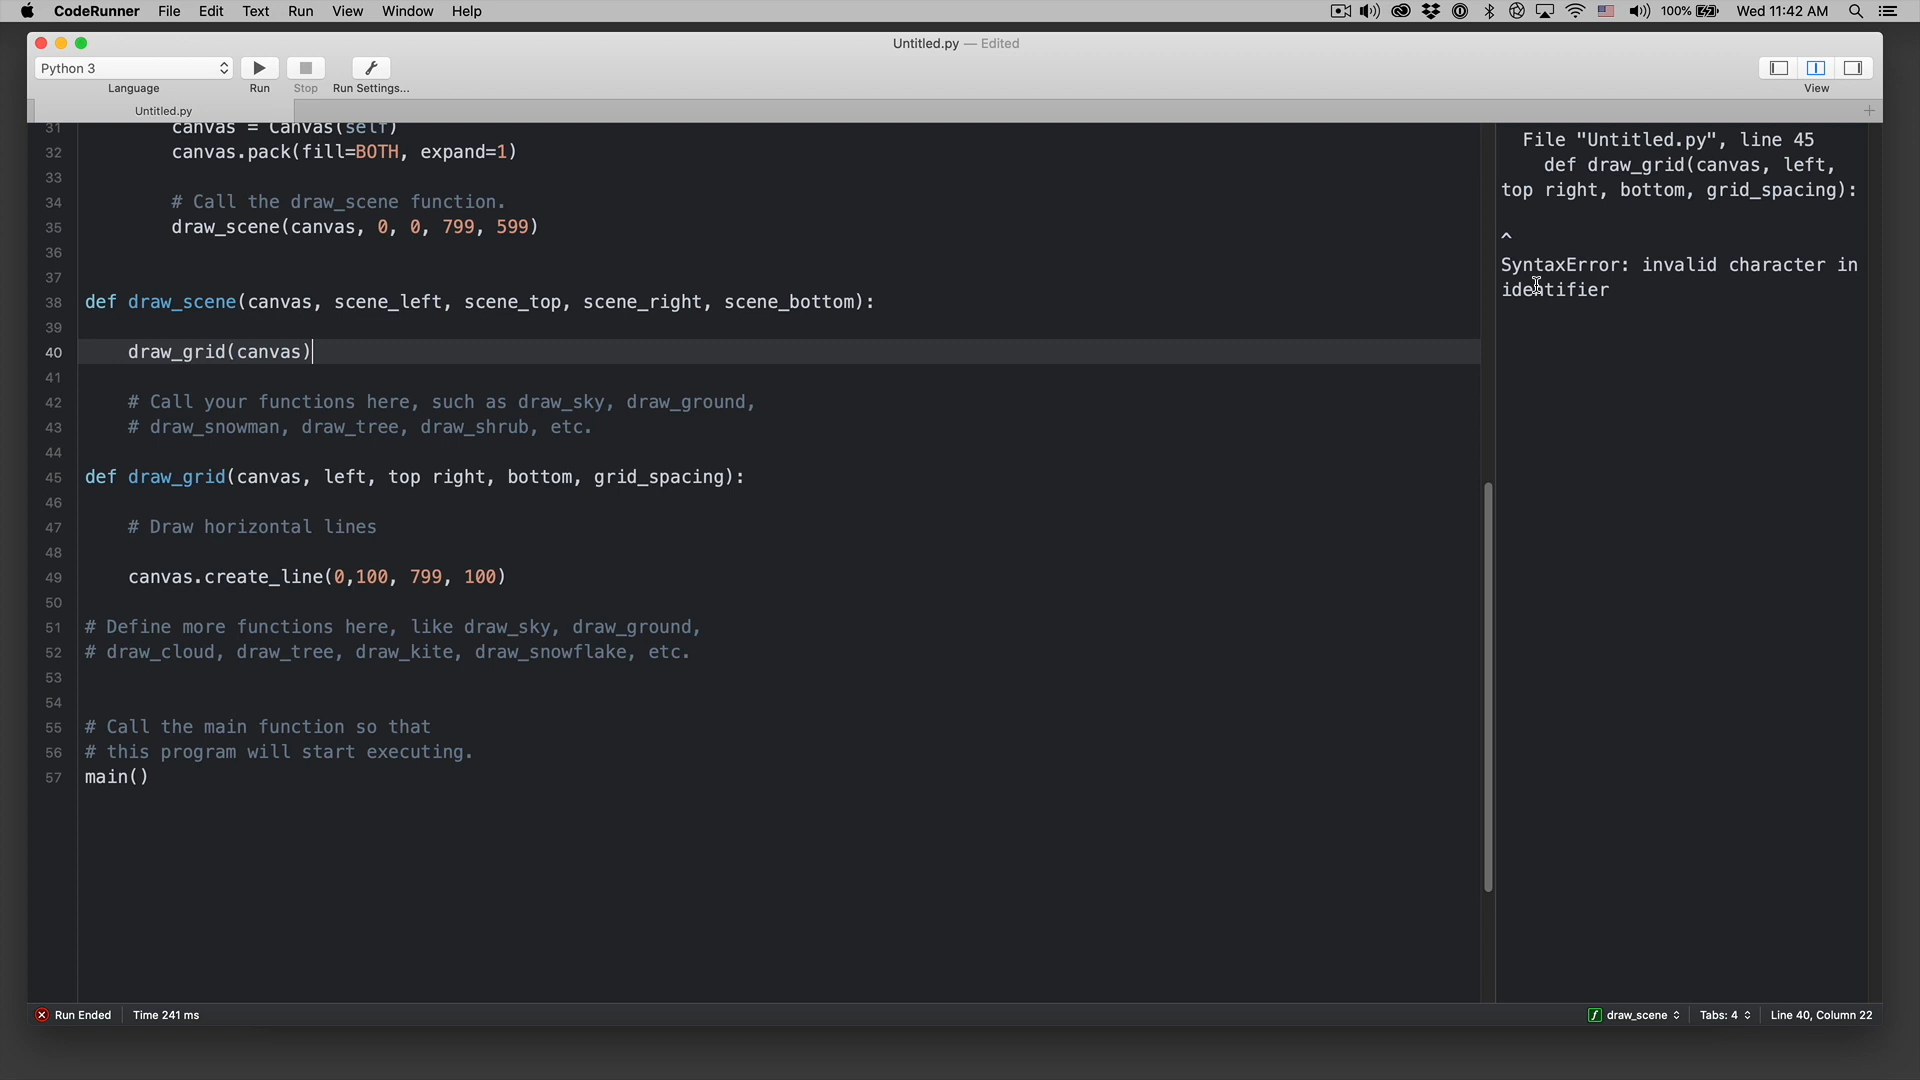 CodeRunner File Edit Text Run View Window Help 100% Wed 11:42 AM
Untitled.py — Edited
Python 3
Language Run Stop Run Settings... View
Untitled.py
31 canvas = Canvas(self)
32 canvas.pack(fill=BOTH, expand=1)
33
34 # Call the draw_scene function.
35 draw_scene(canvas, 0, 0, 799, 599)
36
37
38 def draw_scene(canvas, scene_left, scene_top, scene_right, scene_bottom):
39
40 draw_grid(canvas)
41
42 # Call your functions here, such as draw_sky, draw_ground,
43 # draw_snowman, draw_tree, draw_shrub, etc.
44
45 def draw_grid(canvas, left, top right, bottom, grid_spacing):
46
47 # Draw horizontal lines
48
49 canvas.create_line(0,100, 799, 100)
50
51 # Define more functions here, like draw_sky, draw_ground,
52 # draw_cloud, draw_tree, draw_kite, draw_snowflake, etc.
53
54
55 # Call the main function so that
56 # this program will start executing.
57 main()
File "Untitled.py", line 45
def draw_grid(canvas, left,
top right, bottom, grid_spacing):
^
SyntaxError: invalid character in
identifier
Run Ended Time 241 ms draw_scene Tabs: 4 Line 40, Column 22